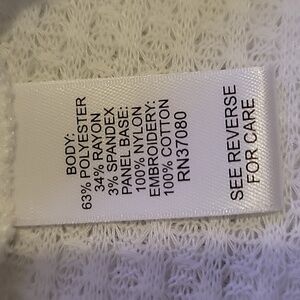 BODY:
63% POLYESTER
34% RAYON
3% SPANDEX
PANEL BASE:
100% NYLON
EMBROIDERY:
100% COTTON
RN37080
SEE REVERSE
FOR CARE